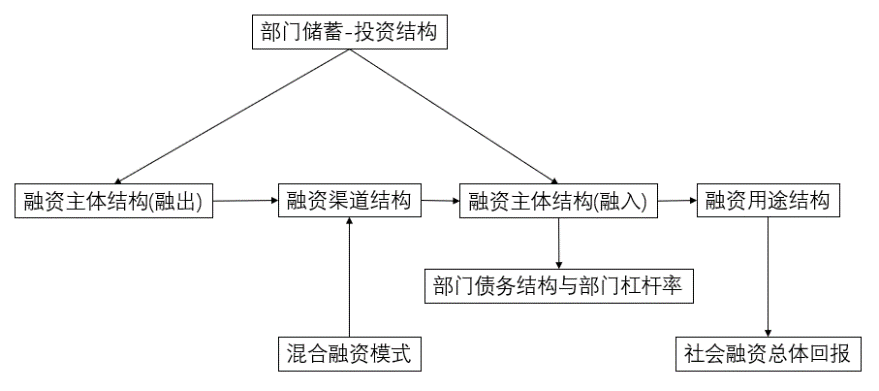 部门储蓄-投资结构
融资主体结构(融出)
融资渠道结构
融资主体结构(融入)
融资用途结构
部门债务结构与部门杠杆率
混合融资模式
社会融资总体回报